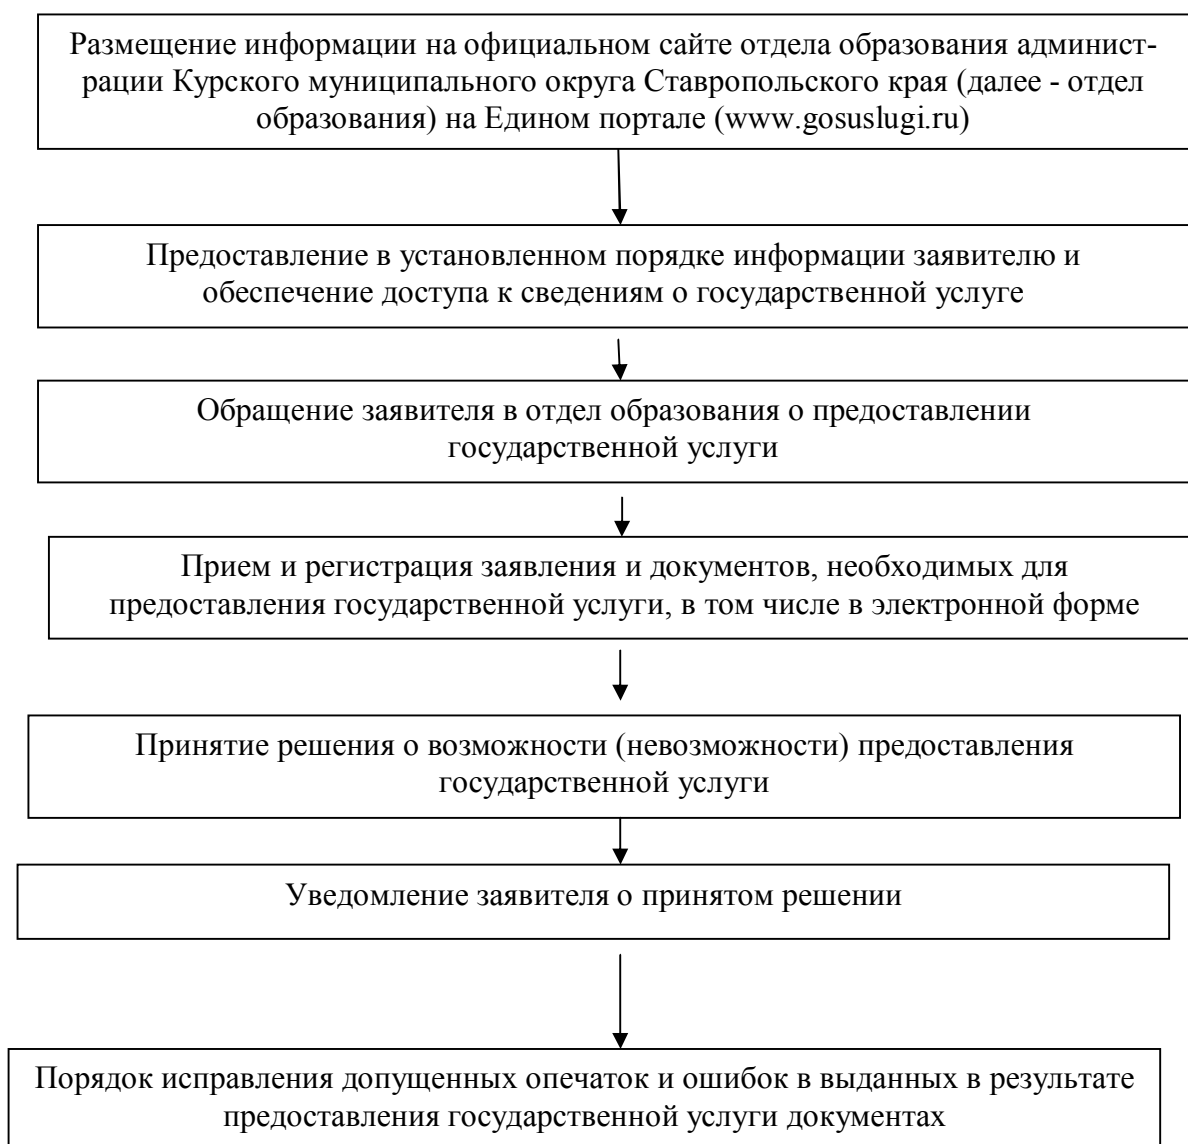 Размещение информации на официальном сайте отдела образования админист-
рации Курского муниципального округа Ставропольского края (далее - отдел
образования) на Едином портале (www.gosuslugi.ru)
Предоставление в установленном порядке информации заявителю и
обеспечение доступа к сведениям о государственной услуге
Обращение заявителя в отдел образования о предоставлении
государственной услуги
Прием и регистрация заявления и документов, необходимых для
предоставления государственной услуги, в том числе в электронной форме
Принятие решения о возможности (невозможности) предоставления
государственной услуги
Уведомление заявителя о принятом решении
Порядок исправления допущенных опечаток и ошибок в выданных в результате
предоставления государственной услуги документах